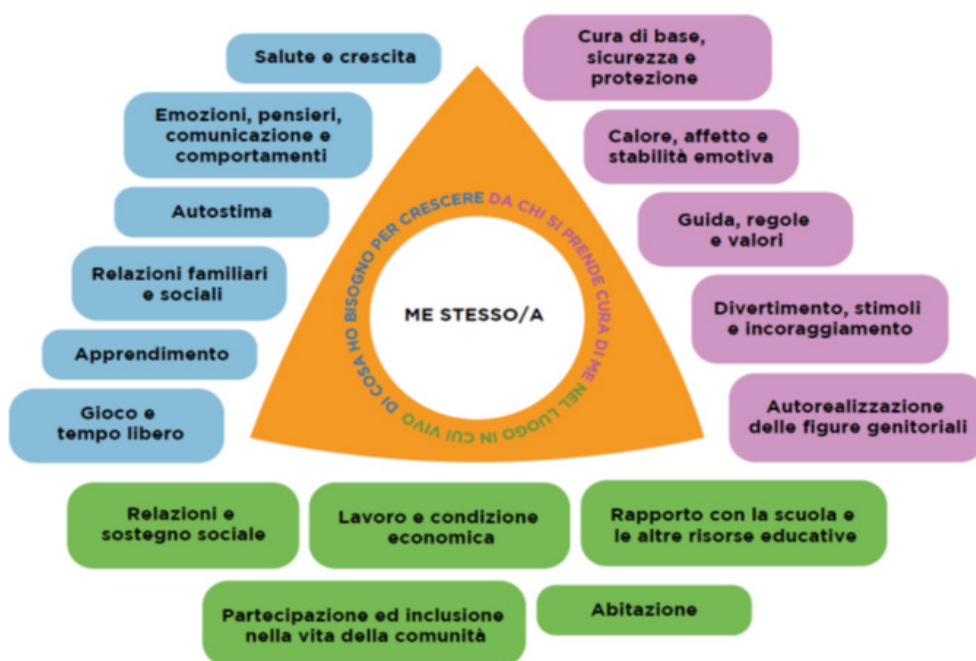 Salute e crescita
Emozioni, pensieri,
comunicazione e
comportamenti
Autostima
Relazioni familiari
e sociali
Apprendimento
Gioco e
tempo libero
DI COSA HO BISOGNO PER CRESCERE
DA CHI SI PRENDE CURA DI ME
NEL LUOGO IN CUI VIVO
ME STESSO/A
Cura di base,
sicurezza e
protezione
Calore, affetto e
stabilità emotiva
Guida, regole
e valori
Divertimento, stimoli
e incoraggiamento
Autorealizzazione
delle figure genitoriali
Relazioni e
sostegno sociale
Lavoro e condizione
economica
Rapporto con la scuola e
le altre risorse educative
Partecipazione ed inclusione
nella vita della comunità
Abitazione